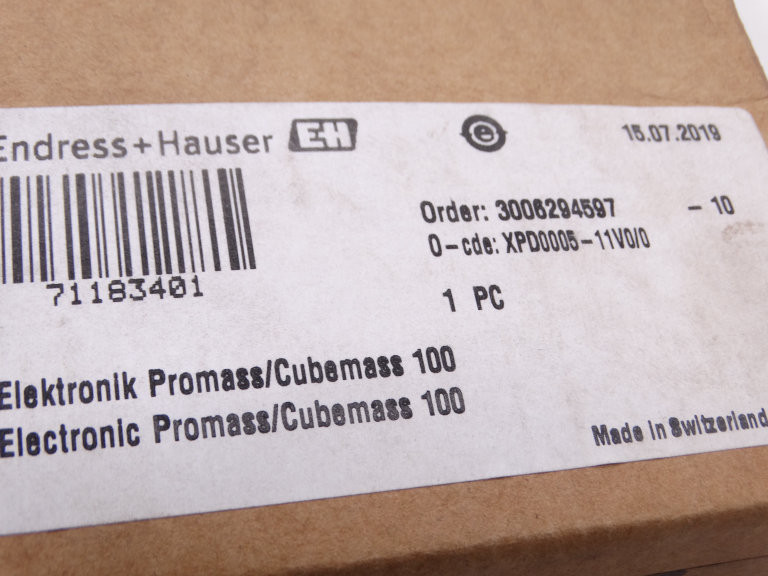 Endress+Hauser EH
e
15.07.2019
71183401
Order: 3006294597 - 10
O-cde: XPD0005-11V0/0
1 PC
Elektronik Promass/Cubemass 100
Electronic Promass/Cubemass 100
Made in Switzerland